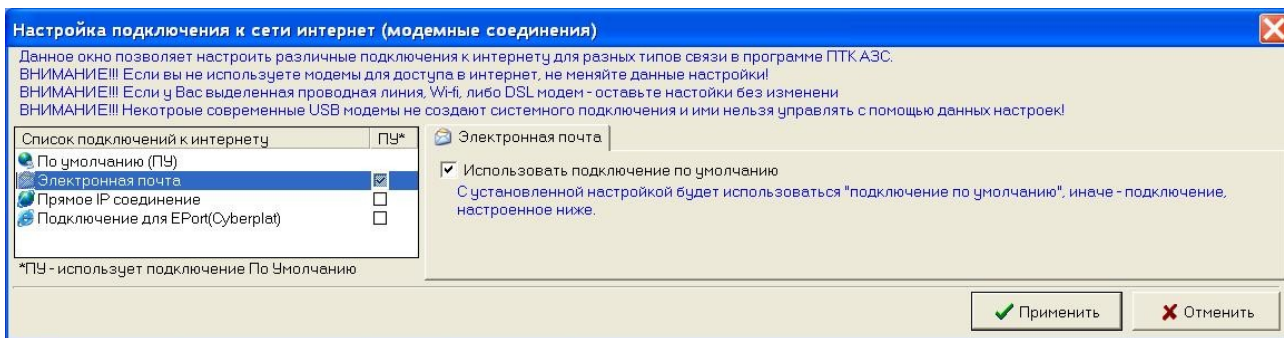 Настройка подключения к сети интернет (модемные соединения)
Данное окно позволяет настроить различные подключения к интернету для разных типов связи в программе ПТК АЗС.
ВНИМАНИЕ!!! Если вы не используете модемы для доступа в интернет, не меняйте данные настройки!
ВНИМАНИЕ!!! Если у Вас выделенная проводная линия, Wi-fi, либо DSL модем - оставьте настойки без изменени
ВНИМАНИЕ!!! Некотроые современные USB модемы не создают системного подключения и ими нельзя управлять с помощью данных настроек!
Список подключений к интернету ПУ*
По умолчанию (ПУ)
Электронная почта
Прямое IP соединение
Подключение для EPort(Cyberplat)
*ПУ - использует подключение По Умолчанию
Электронная почта
Использовать подключение по умолчанию
С установленной настройкой будет использоваться "подключение по умолчанию", иначе - подключение,
настроенное ниже.
Применить
Отменить